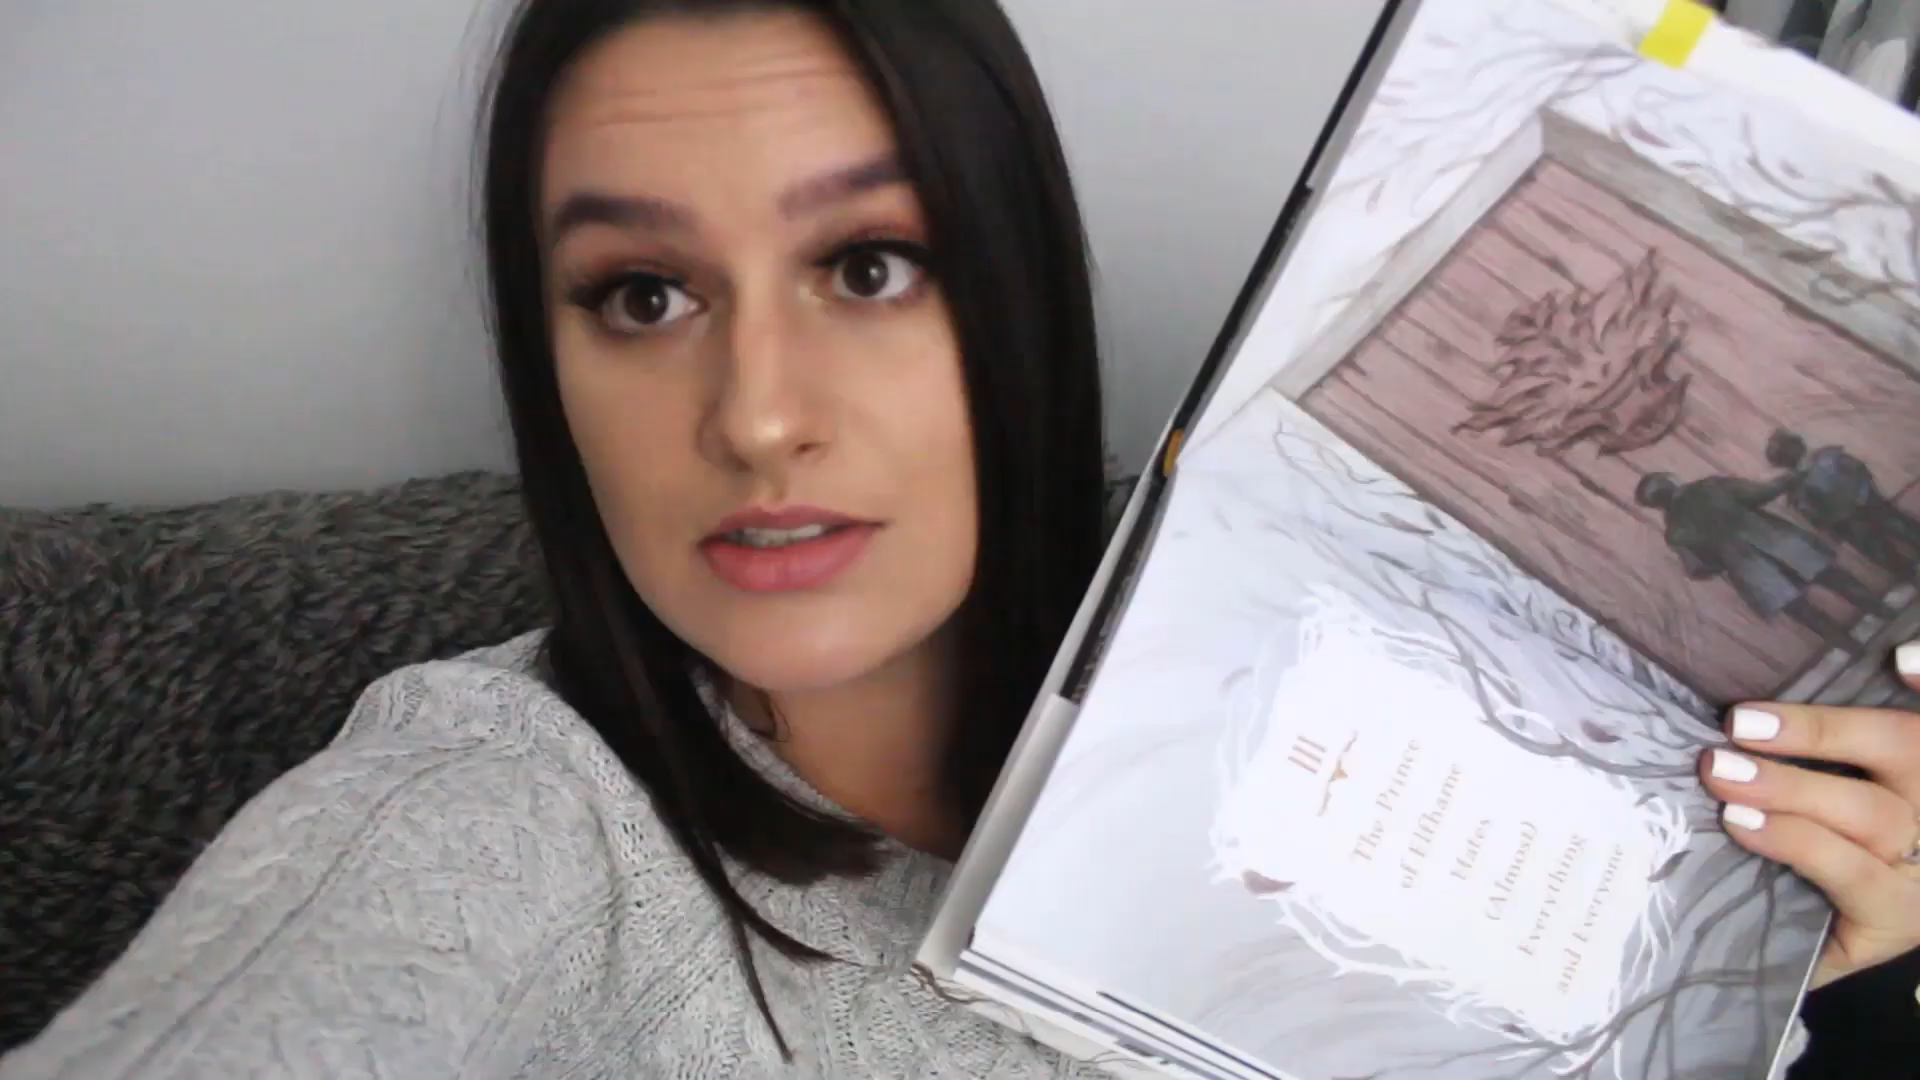 III
The Prince
of Elfhame
Hates
(Almost)
Everything
and Everyone